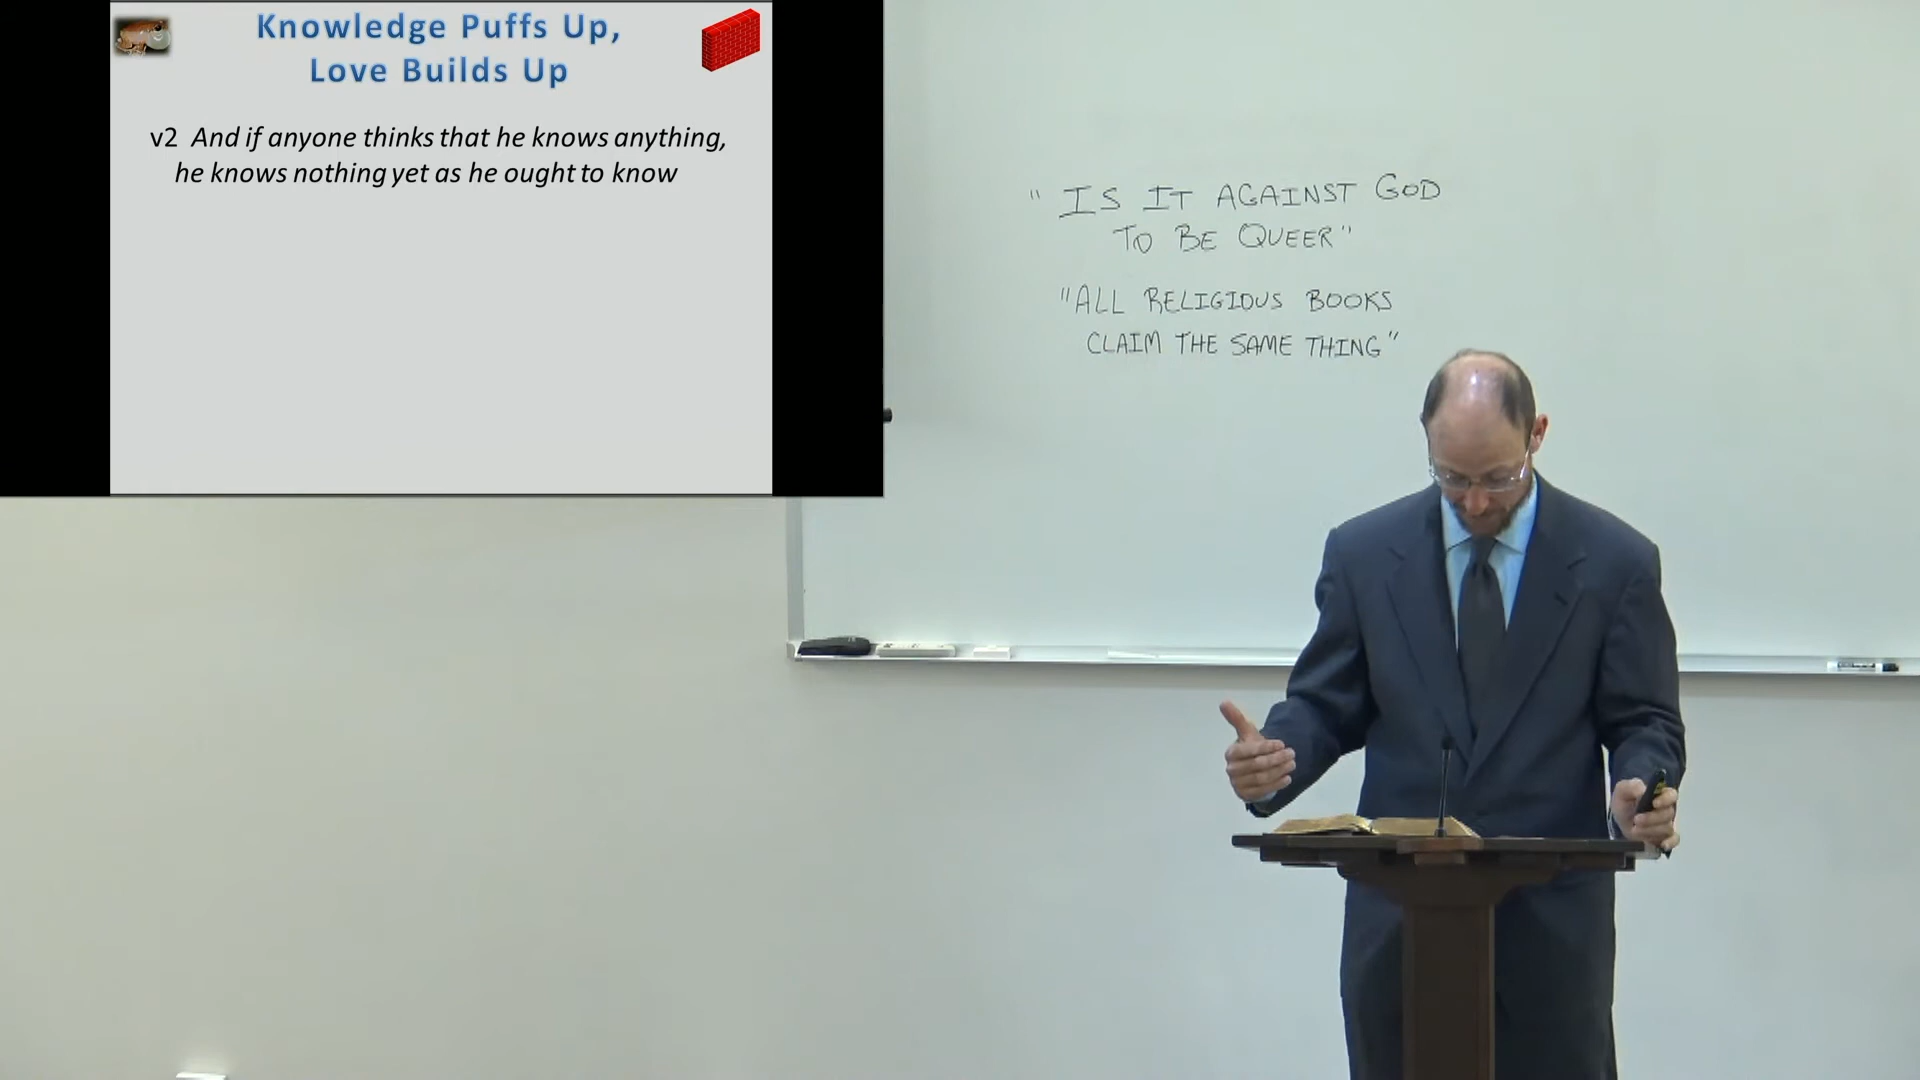 Knowledge Puffs Up,
Love Builds Up
v2 And if anyone thinks that he knows anything,
he knows nothing yet as he ought to know
" IS IT AGAINST GOD
TO BE QUEER"
"ALL RELIGIOUS BOOKS
CLAIM THE SAME THING"